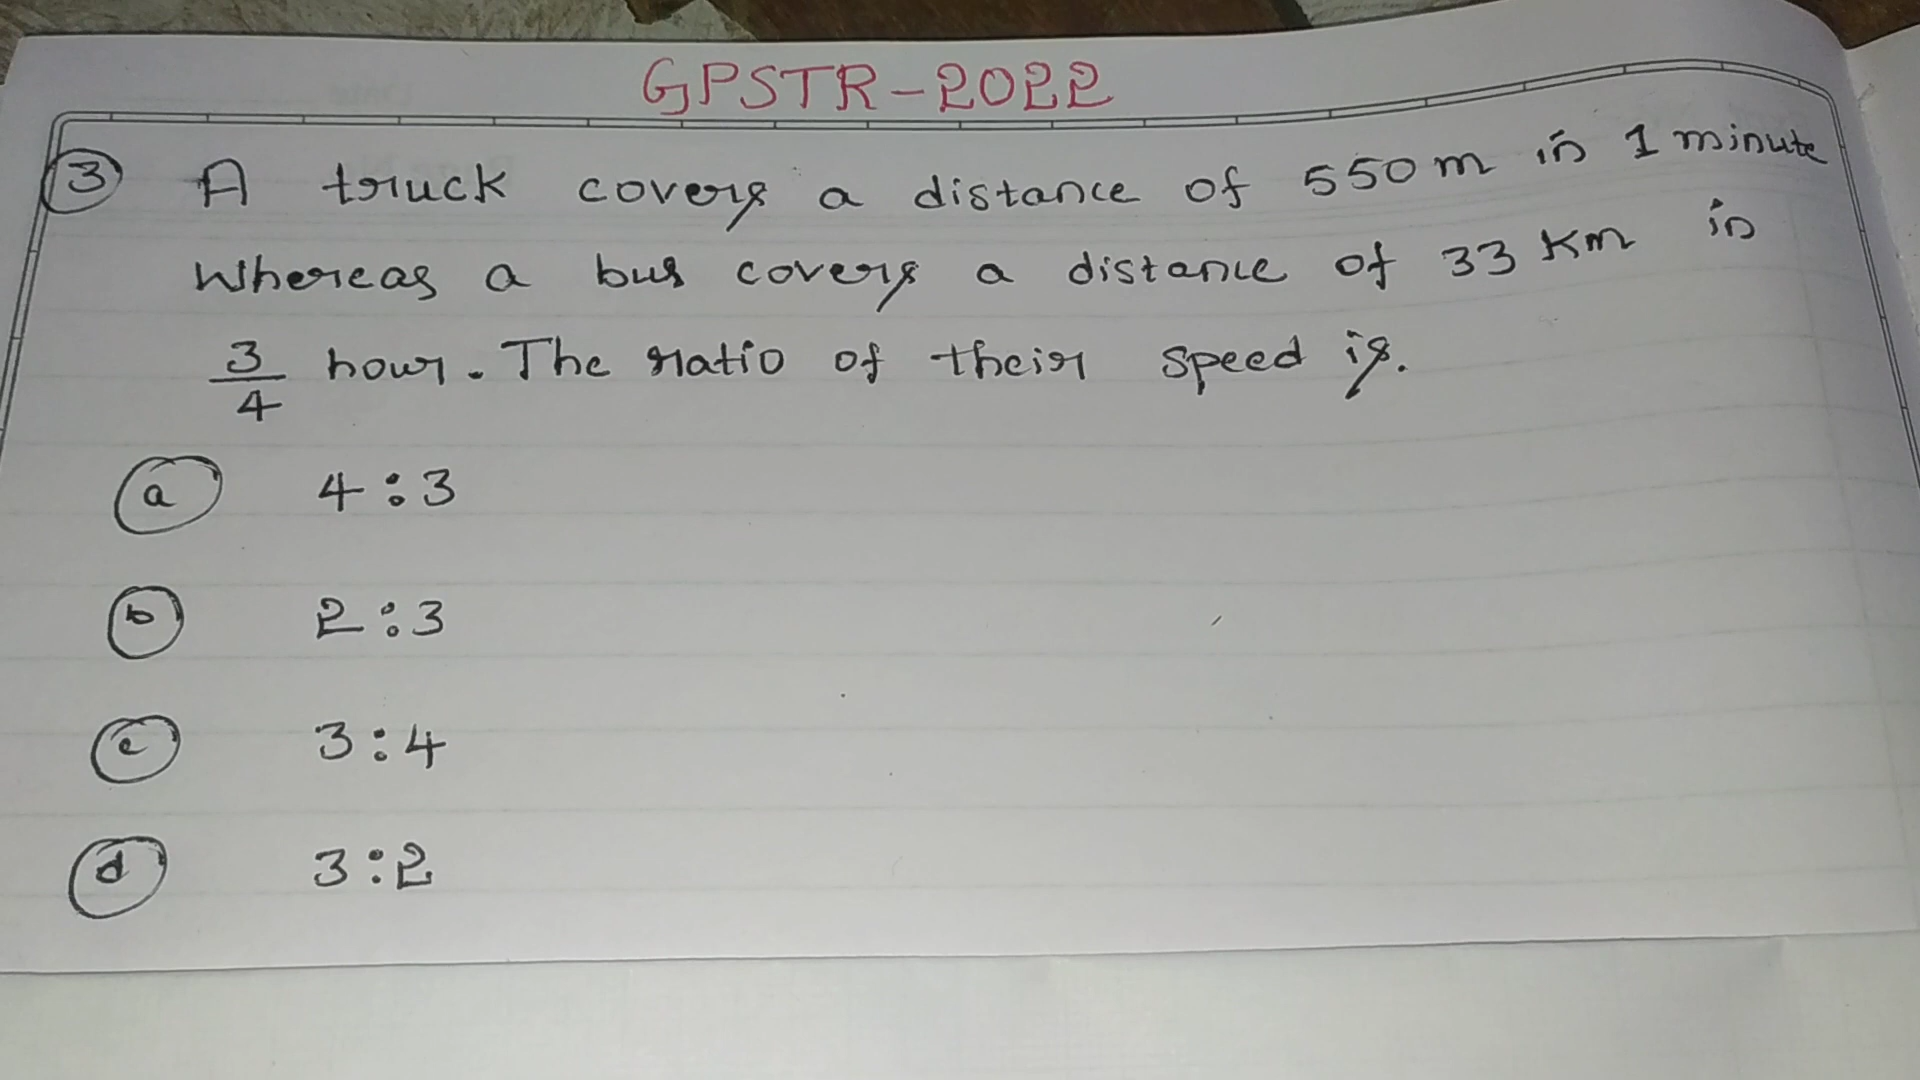 GPSTR-2022
3 A truck covers a distance of 550 m in 1 minute
Whereas a bus covers a distance of 33 km in
3/4 hour. The ratio of their speed is.
a 4:3
b 2:3
c 3:4
d 3:2